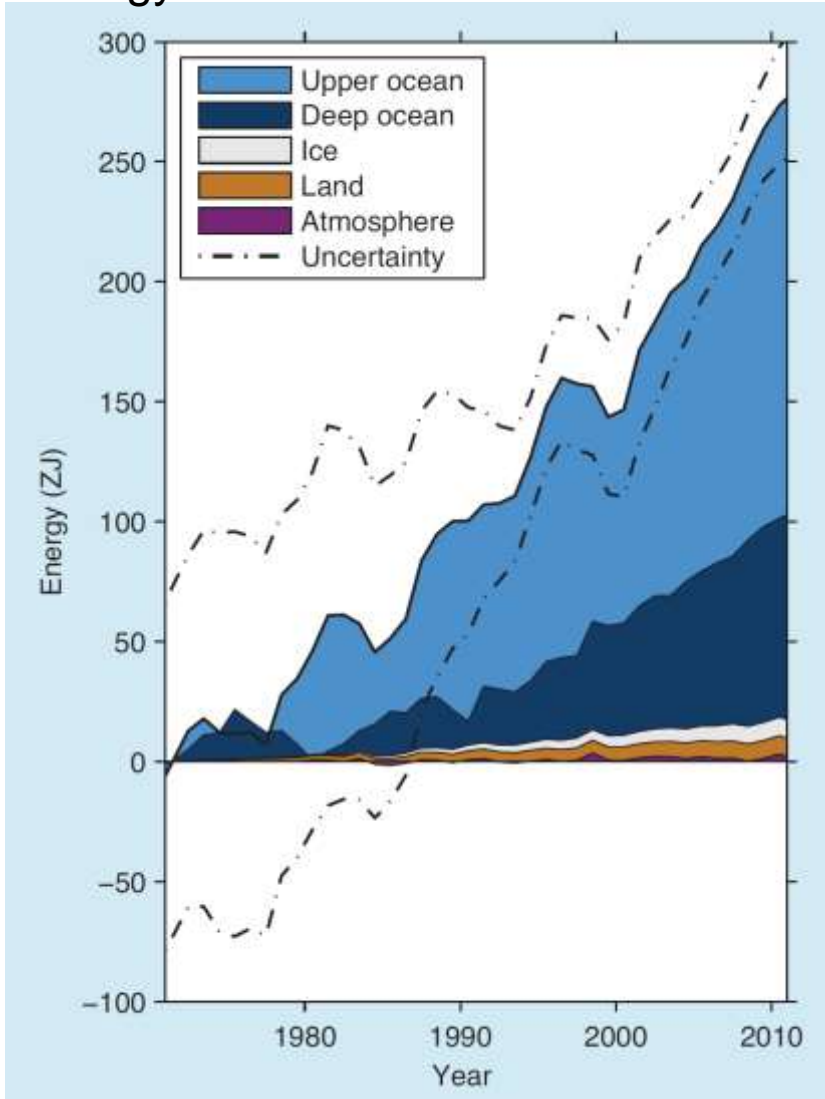 300
250
200
150
100
50
0
−50
−100
Energy (ZJ)
Upper ocean
Deep ocean
Ice
Land
Atmosphere
Uncertainty
1980 1990 2000 2010
Year